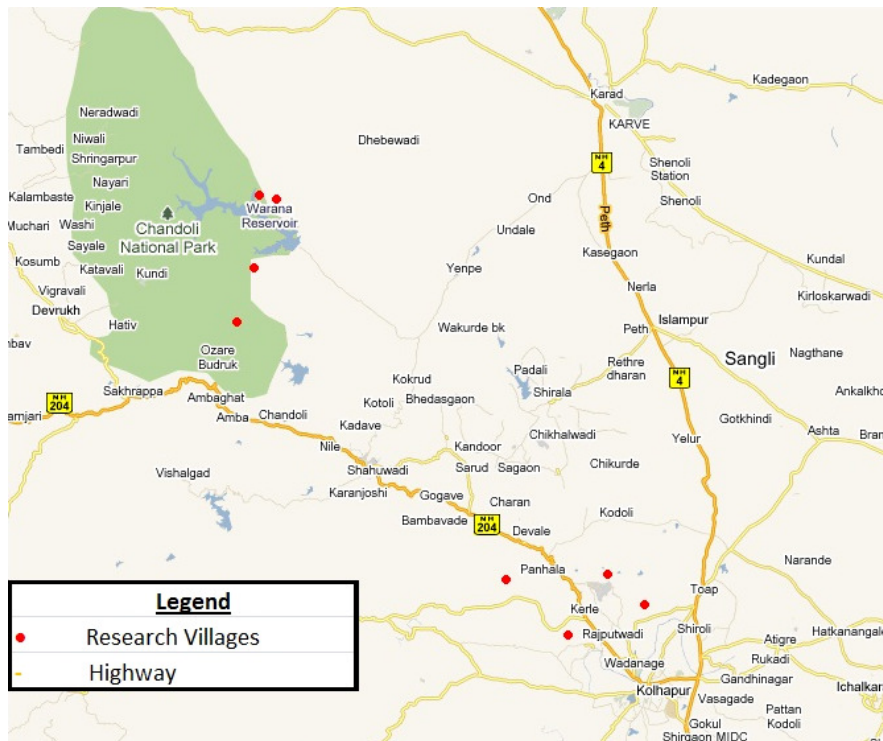 Karad
Kadegaon
KARVE
Neradwadi
Niwali
Tambedi
Shringarpur
Dhebewadi
NH
4
Shenoli
Station
Nayari
Kalambaste
Kinjale
Ond
Shenoli
Warana
Reservoir
Peth
Muchari
Washi
Chandoli
National Park
Undale
Sayale
Kasegaon
Kosumb
Katavali
Kundi
Yenpe
Kundal
Vigravali
Nerla
Kirloskarwadi
Devrukh
Hativ
Wakurde bk
Peth
Islampur
Ozare
Budruk
Sangli
Nagthane
Padali
Rethre
dharan
Kokrud
NH
4
Sakhrappa
Ambaghat
Kotoli
Bhedasgaon
Shirala
Ankalkho
NH
204
amjari
Amba
Chandoli
Kadave
Gotkhindi
Chikhalwadi
Ashta
Bran
Nile
Kandoor
Yelur
Vishalgad
Shahuwadi
Sarud
Sagaon
Chikurde
Karanjoshi
Gogave
Charan
Kodoli
Bambavade
NH
204
Devale
Panhala
Narande
Toap
Legend
Kerle
Research Villages
Rajputwadi
Shiroli
Hatkanangale
Atigre
Wadanage
Rukadi
Highway
Gandhinagar
Kolhapur
Ichalkar
Vasagade
Pattan
Kodoli
Gokul
Shirgaon MIDC